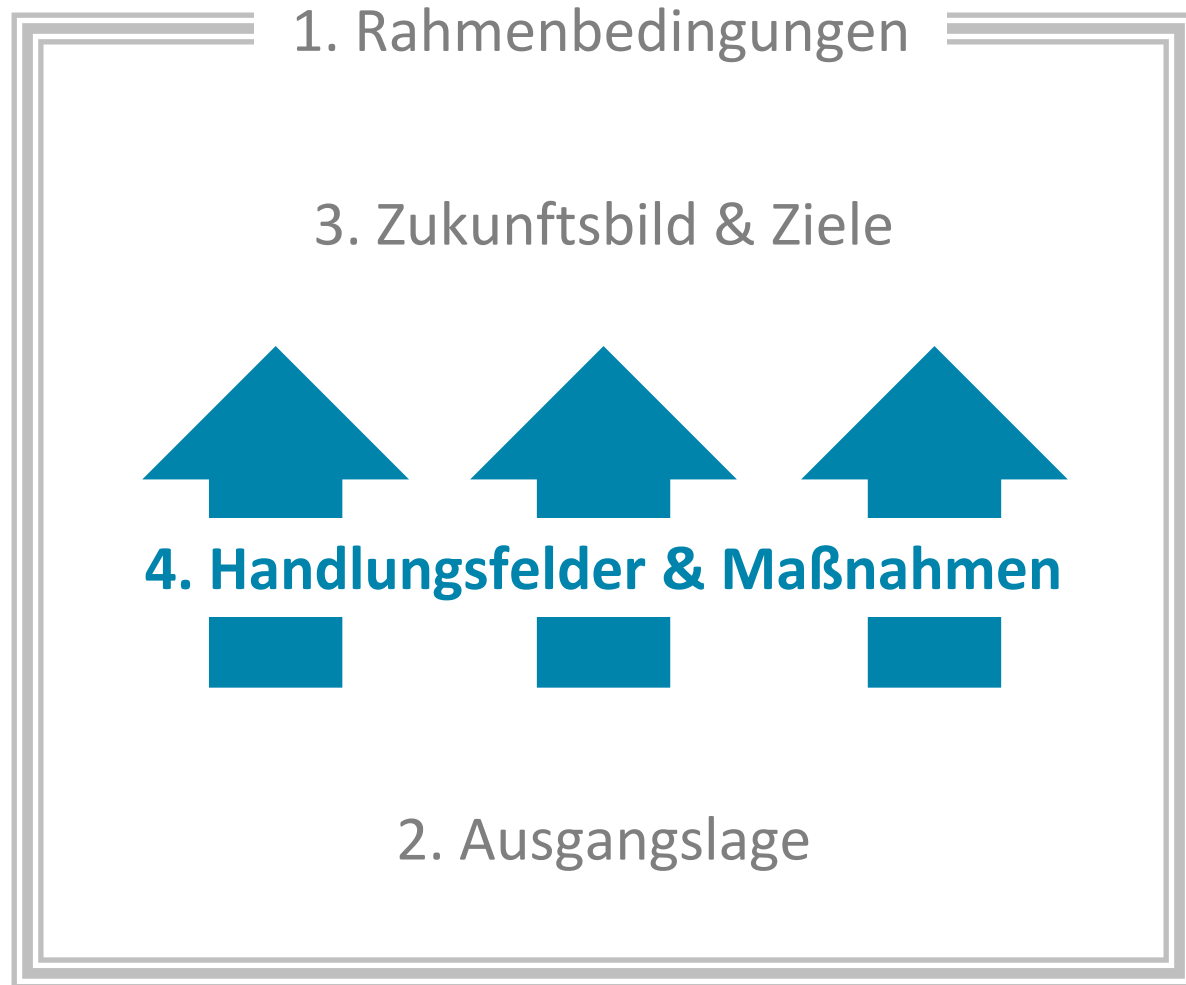 1. Rahmenbedingungen
3. Zukunftsbild & Ziele
4. Handlungsfelder & Maßnahmen
2. Ausgangslage